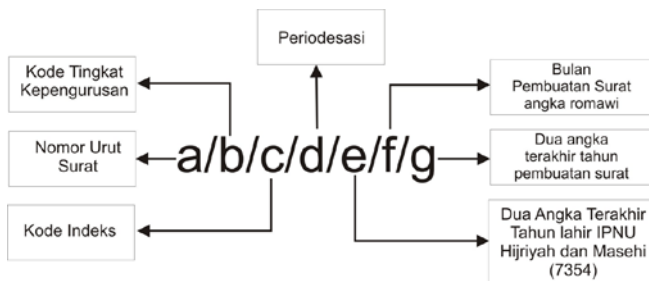 Periodesasi
Kode Tingkat
Kepengurusan
Bulan
Pembuatan Surat
angka romawi
Nomor Urut
Surat
a/b/c/d/e/f/g
Dua angka
terakhir tahun
pembuatan surat
Kode Indeks
Dua Angka Terakhir
Tahun lahir IPNU
Hijriyah dan Masehi
(7354)